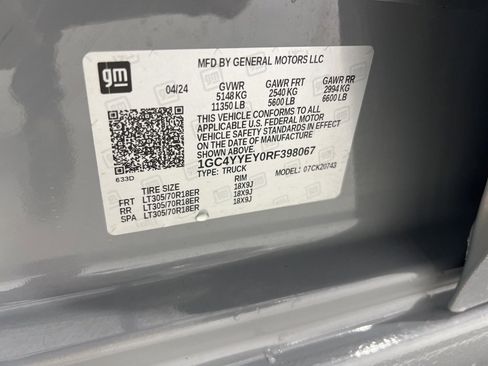 gm
MFD BY GENERAL MOTORS LLC
04/24 GVWR GAWR FRT GAWR RR
5148 KG 2540 KG 2994 KG
11350 LB 5600 LB 6600 LB
THIS VEHICLE CONFORMS TO ALL
APPLICABLE U.S. FEDERAL MOTOR
VEHICLE SAFETY STANDARDS IN
EFFECT ON THE DATE OF
MANUFACTURE SHOWN ABOVE.
1GC4YYEY0RF398067
TYPE: TRUCK MODEL: 07CK20743
633D
TIRE SIZE RIM
FRT LT305/70R18ER 18X9J
RR LT305/70R18ER 18X9J
SPA LT305/70R18ER 18X9J